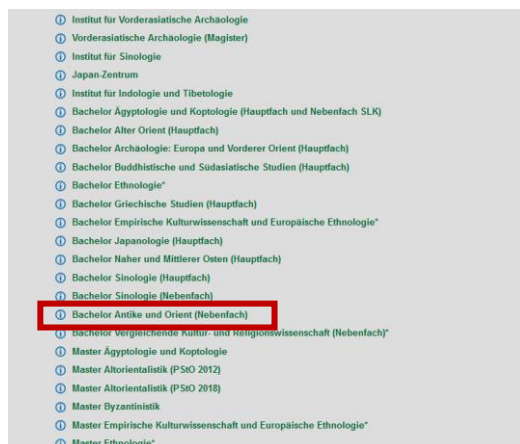 Institut für Vorderasiatische Archäologie
Vorderasiatische Archäologie (Magister)
Institut für Sinologie
Japan-Zentrum
Institut für Indologie und Tibetologie
Bachelor Ägyptologie und Koptologie (Hauptfach und Nebenfach SLK)
Bachelor Alter Orient (Hauptfach)
Bachelor Archäologie: Europa und Vorderer Orient (Hauptfach)
Bachelor Buddhistische und Südasiatische Studien (Hauptfach)
Bachelor Ethnologie*
Bachelor Griechische Studien (Hauptfach)
Bachelor Empirische Kulturwissenschaft und Europäische Ethnologie*
Bachelor Japanologie (Hauptfach)
Bachelor Naher und Mittlerer Osten (Hauptfach)
Bachelor Sinologie (Hauptfach)
Bachelor Sinologie (Nebenfach)
Bachelor Antike und Orient (Nebenfach)
Bachelor Vergleichende Kultur- und Religionswissenschaft (Nebenfach)*
Master Ägyptologie und Koptologie
Master Altorientalistik (PStO 2012)
Master Altorientalistik (PStO 2018)
Master Byzantinistik
Master Empirische Kulturwissenschaft und Europäische Ethnologie*
Master Ethnologie*